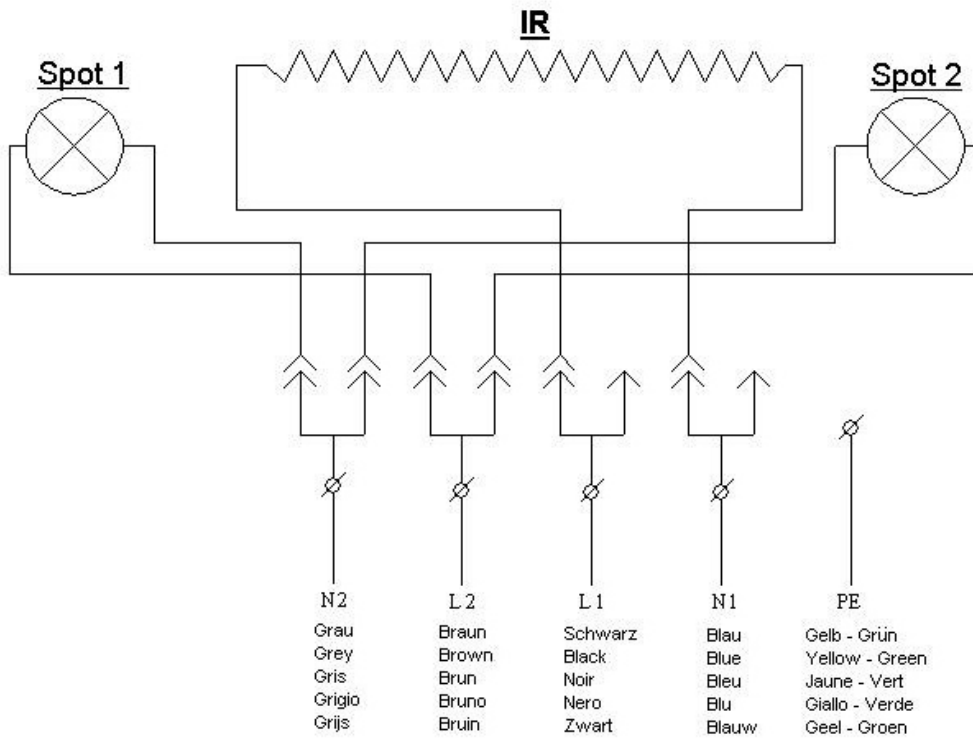 IR
Spot 1
Spot 2
N2 L2 L1 N1 PE
Grau Braun Schwarz Blau Gelb - Grün
Grey Brown Black Blue Yellow - Green
Gris Brun Noir Bleu Jaune - Vert
Grigio Bruno Nero Blu Giallo - Verde
Grijs Bruin Zwart Blauw Geel - Groen